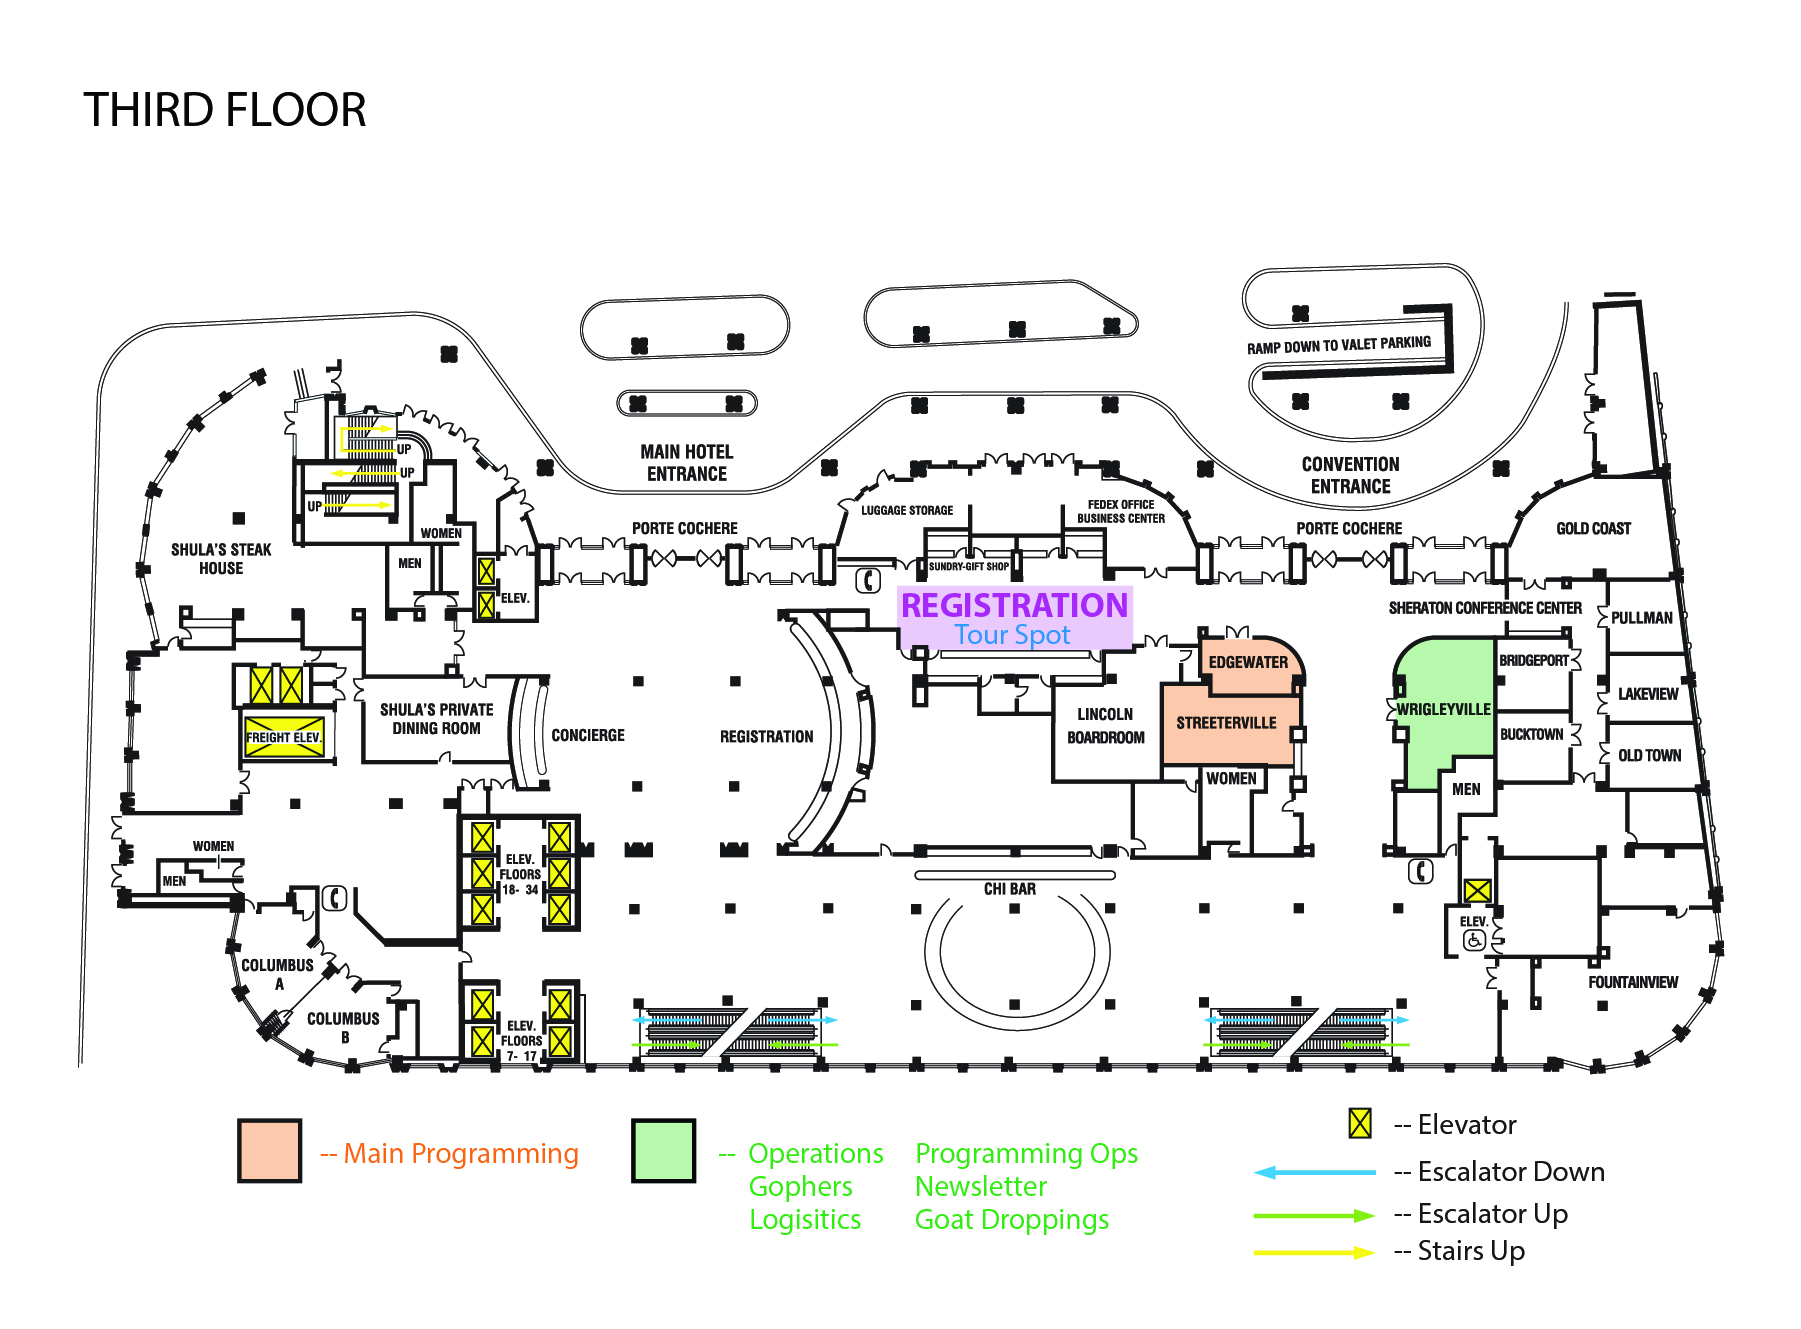 THIRD FLOOR
RAMP DOWN TO VALET PARKING
MAIN HOTEL
ENTRANCE
CONVENTION
ENTRANCE
UP
UP
UP
WOMEN
MEN
ELEV.
SHULA'S STEAK
HOUSE
PORTE COCHERE
LUGGAGE STORAGE
FEDEX OFFICE
BUSINESS CENTER
SUNDRY-GIFT SHOP
PORTE COCHERE
GOLD COAST
REGISTRATION
Tour Spot
SHERATON CONFERENCE CENTER
PULLMAN
EDGEWATER
BRIDGEPORT
LAKEVIEW
SHULA'S PRIVATE
DINING ROOM
FREIGHT ELEV.
CONCIERGE
REGISTRATION
LINCOLN
BOARDROOM
STREETERVILLE
WRIGLEYVILLE
BUCKTOWN
OLD TOWN
WOMEN
MEN
WOMEN
MEN
ELEV.
FLOORS
18- 34
CHI BAR
ELEV.
COLUMBUS
A
COLUMBUS
B
ELEV.
FLOORS
7- 17
FOUNTAINVIEW
-- Main Programming
-- Operations
Gophers
Logisitics
Programming Ops
Newsletter
Goat Droppings
-- Elevator
-- Escalator Down
-- Escalator Up
-- Stairs Up